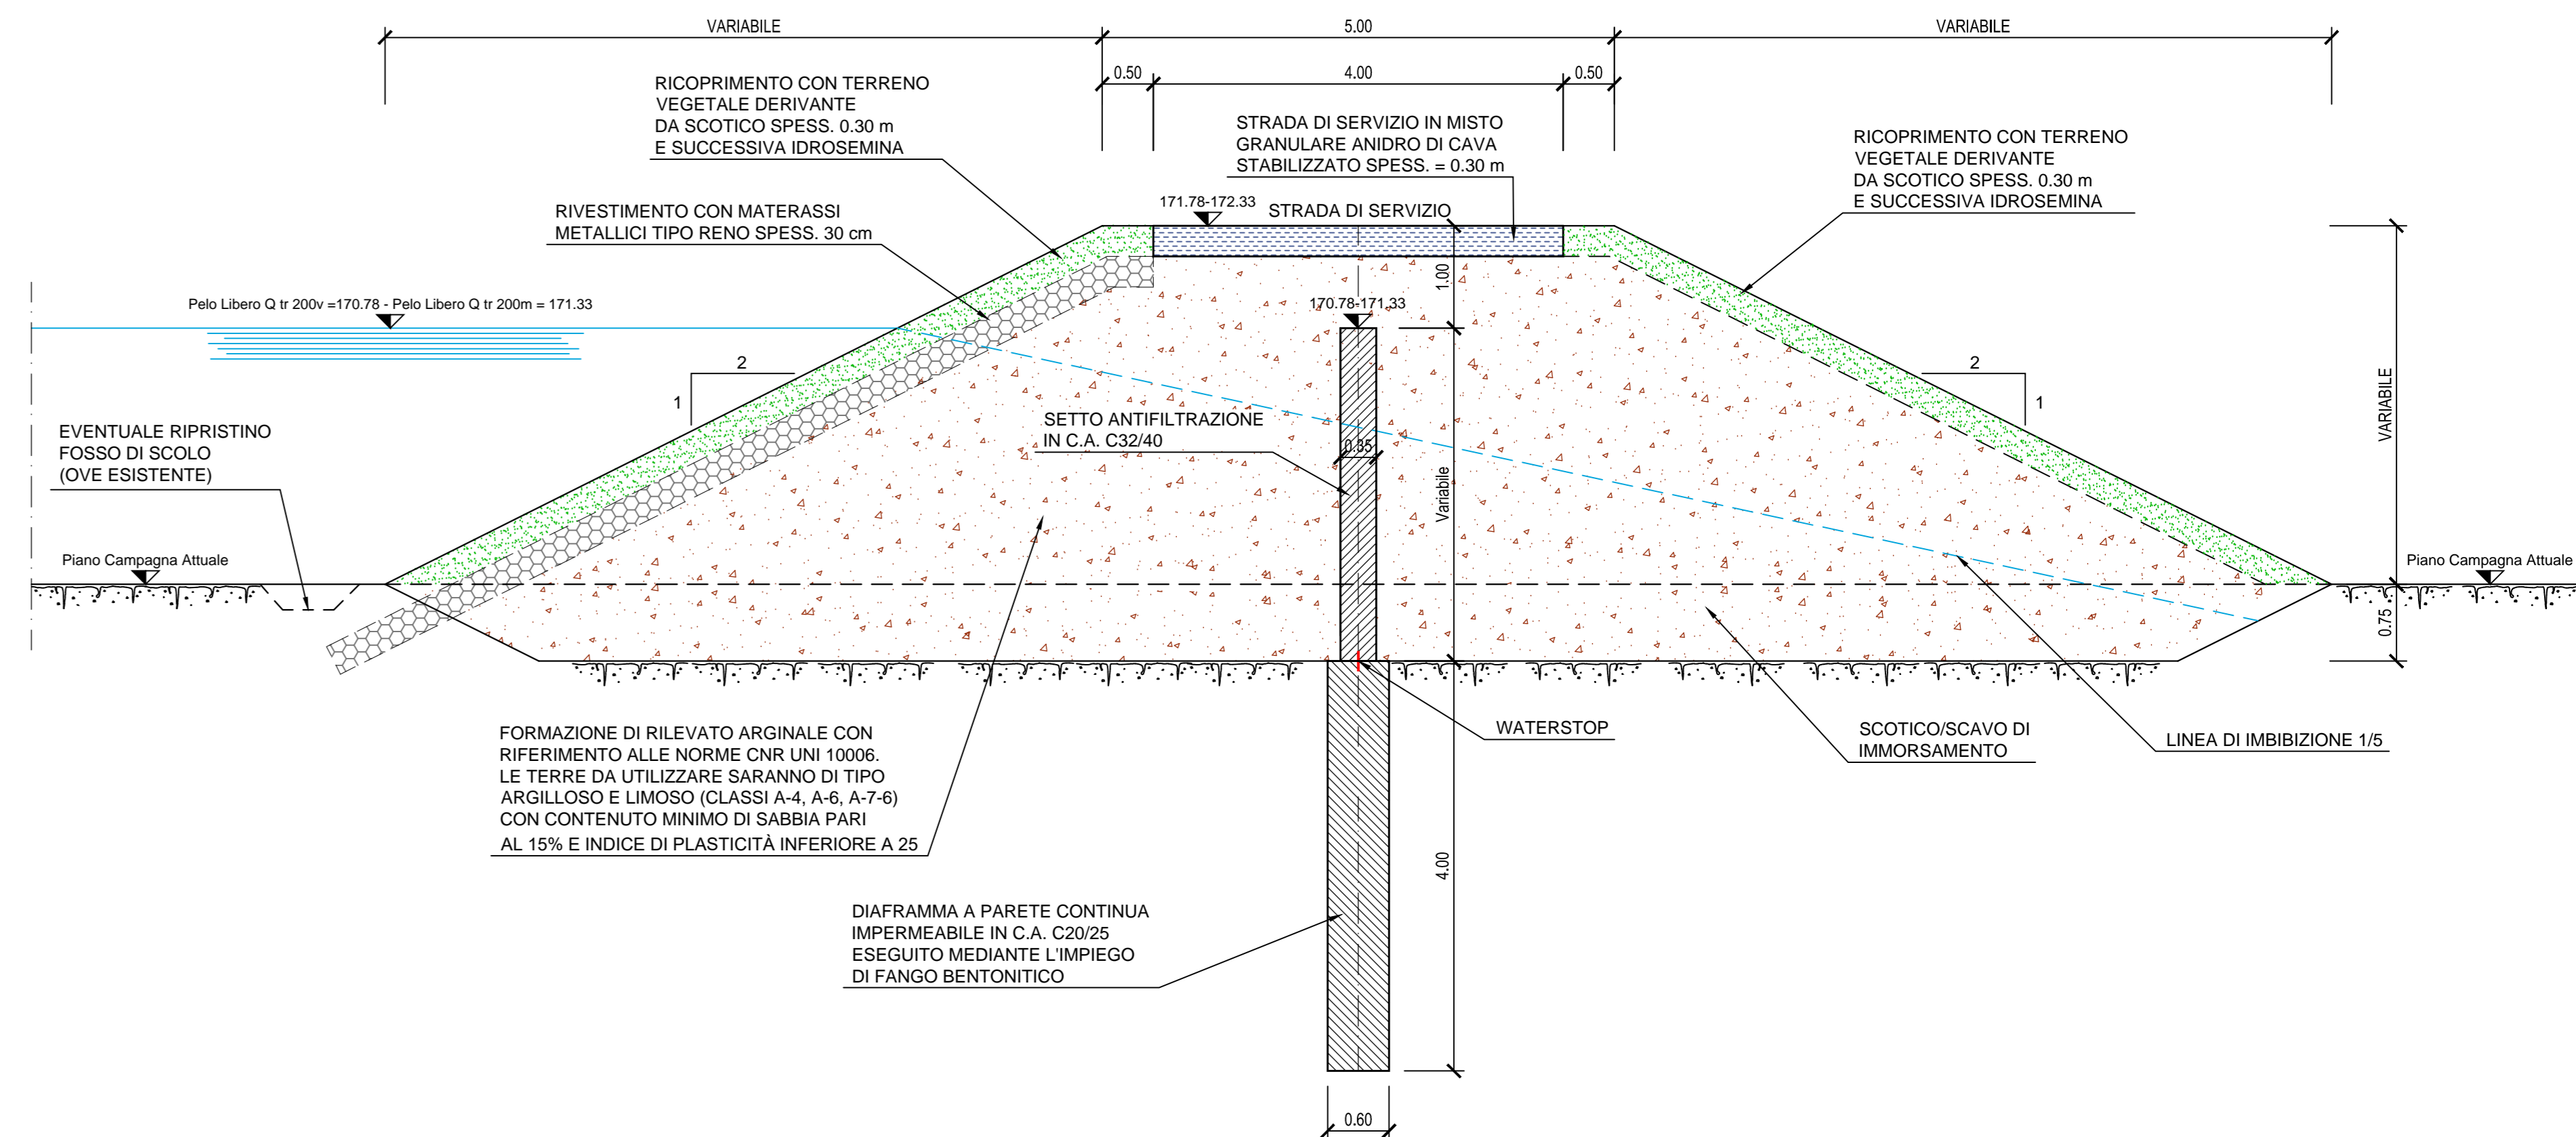 VARIABILE
5.00
VARIABILE
0.50
4.00
0.50
RICOPRIMENTO CON TERRENO
VEGETALE DERIVANTE
DA SCOTICO SPESS. 0.30 m
E SUCCESSIVA IDROSEMINA
STRADA DI SERVIZIO IN MISTO
GRANULARE ANIDRO DI CAVA
STABILIZZATO SPESS. = 0.30 m
RICOPRIMENTO CON TERRENO
VEGETALE DERIVANTE
DA SCOTICO SPESS. 0.30 m
E SUCCESSIVA IDROSEMINA
RIVESTIMENTO CON MATERASSI
METALLICI TIPO RENO SPESS. 30 cm
171.78-172.33
STRADA DI SERVIZIO
1.00
Pelo Libero Q tr 200v =170.78 - Pelo Libero Q tr 200m = 171.33
170.78-171.33
2
1
2
1
VARIABILE
SETTO ANTIFILTRAZIONE
IN C.A. C32/40
0.35
Variabile
EVENTUALE RIPRISTINO
FOSSO DI SCOLO
(OVE ESISTENTE)
Piano Campagna Attuale
Piano Campagna Attuale
0.75
FORMAZIONE DI RILEVATO ARGINALE CON
RIFERIMENTO ALLE NORME CNR UNI 10006.
LE TERRE DA UTILIZZARE SARANNO DI TIPO
ARGILLOSO E LIMOSO (CLASSI A-4, A-6, A-7-6)
CON CONTENUTO MINIMO DI SABBIA PARI
AL 15% E INDICE DI PLASTICITÀ INFERIORE A 25
WATERSTOP
SCOTICO/SCAVO DI
IMMORSAMENTO
LINEA DI IMBIBIZIONE 1/5
4.00
DIAFRAMMA A PARETE CONTINUA
IMPERMEABILE IN C.A. C20/25
ESEGUITO MEDIANTE L'IMPIEGO
DI FANGO BENTONITICO
0.60